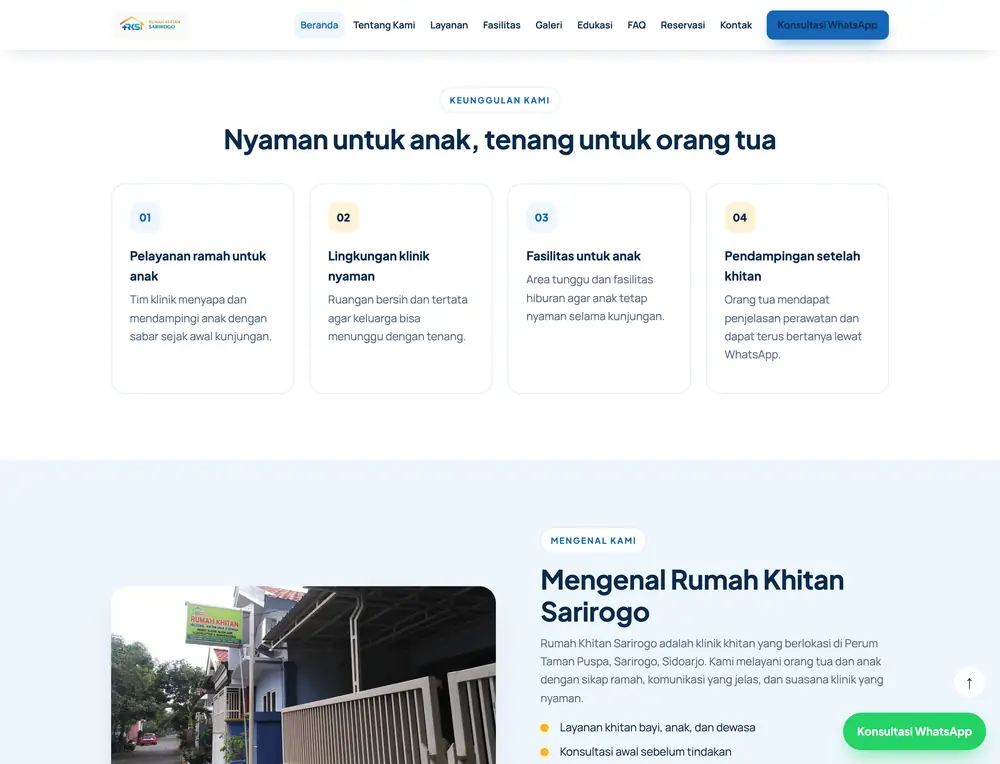 RKS RUMAH KHITAN
SARIROGO
Beranda Tentang Kami Layanan Fasilitas Galeri Edukasi FAQ Reservasi Kontak Konsultasi WhatsApp
KEUNGGULAN KAMI
Nyaman untuk anak, tenang untuk orang tua
01
Pelayanan ramah untuk
anak
Tim klinik menyapa dan
mendampingi anak dengan
sabar sejak awal kunjungan.
02
Lingkungan klinik
nyaman
Ruangan bersih dan tertata
agar keluarga bisa
menunggu dengan tenang.
03
Fasilitas untuk anak
Area tunggu dan fasilitas
hiburan agar anak tetap
nyaman selama kunjungan.
04
Pendampingan setelah
khitan
Orang tua mendapat
penjelasan perawatan dan
dapat terus bertanya lewat
WhatsApp.
RUMAH KHITAN
MENGENAL KAMI
Mengenal Rumah Khitan
Sarirogo
Rumah Khitan Sarirogo adalah klinik khitan yang berlokasi di Perum
Taman Puspa, Sarirogo, Sidoarjo. Kami melayani orang tua dan anak
dengan sikap ramah, komunikasi yang jelas, dan suasana klinik yang
nyaman.
Layanan khitan bayi, anak, dan dewasa
Konsultasi awal sebelum tindakan
↑
Konsultasi WhatsApp